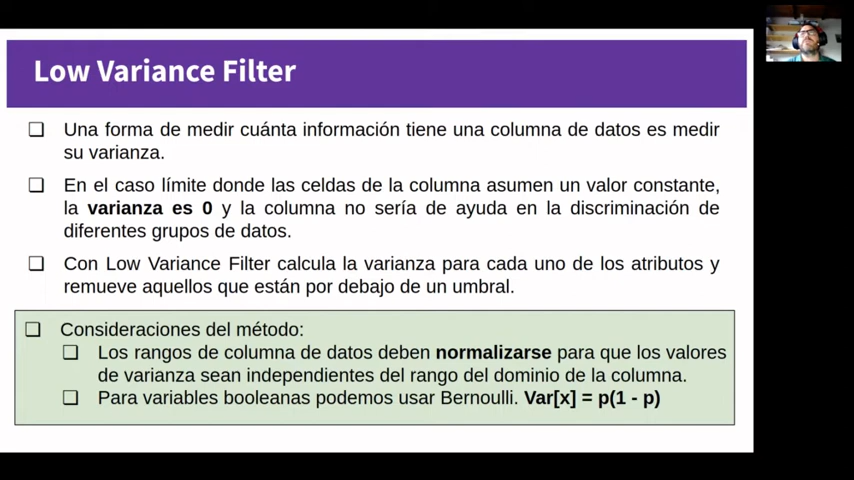 Low Variance Filter
❑ Una forma de medir cuánta información tiene una columna de datos es medir
su varianza.
❑ En el caso límite donde las celdas de la columna asumen un valor constante,
la varianza es 0 y la columna no sería de ayuda en la discriminación de
diferentes grupos de datos.
❑ Con Low Variance Filter calcula la varianza para cada uno de los atributos y
remueve aquellos que están por debajo de un umbral.
❑ Consideraciones del método:
❑ Los rangos de columna de datos deben normalizarse para que los valores
de varianza sean independientes del rango del dominio de la columna.
❑ Para variables booleanas podemos usar Bernoulli. Var[x] = p(1 - p)